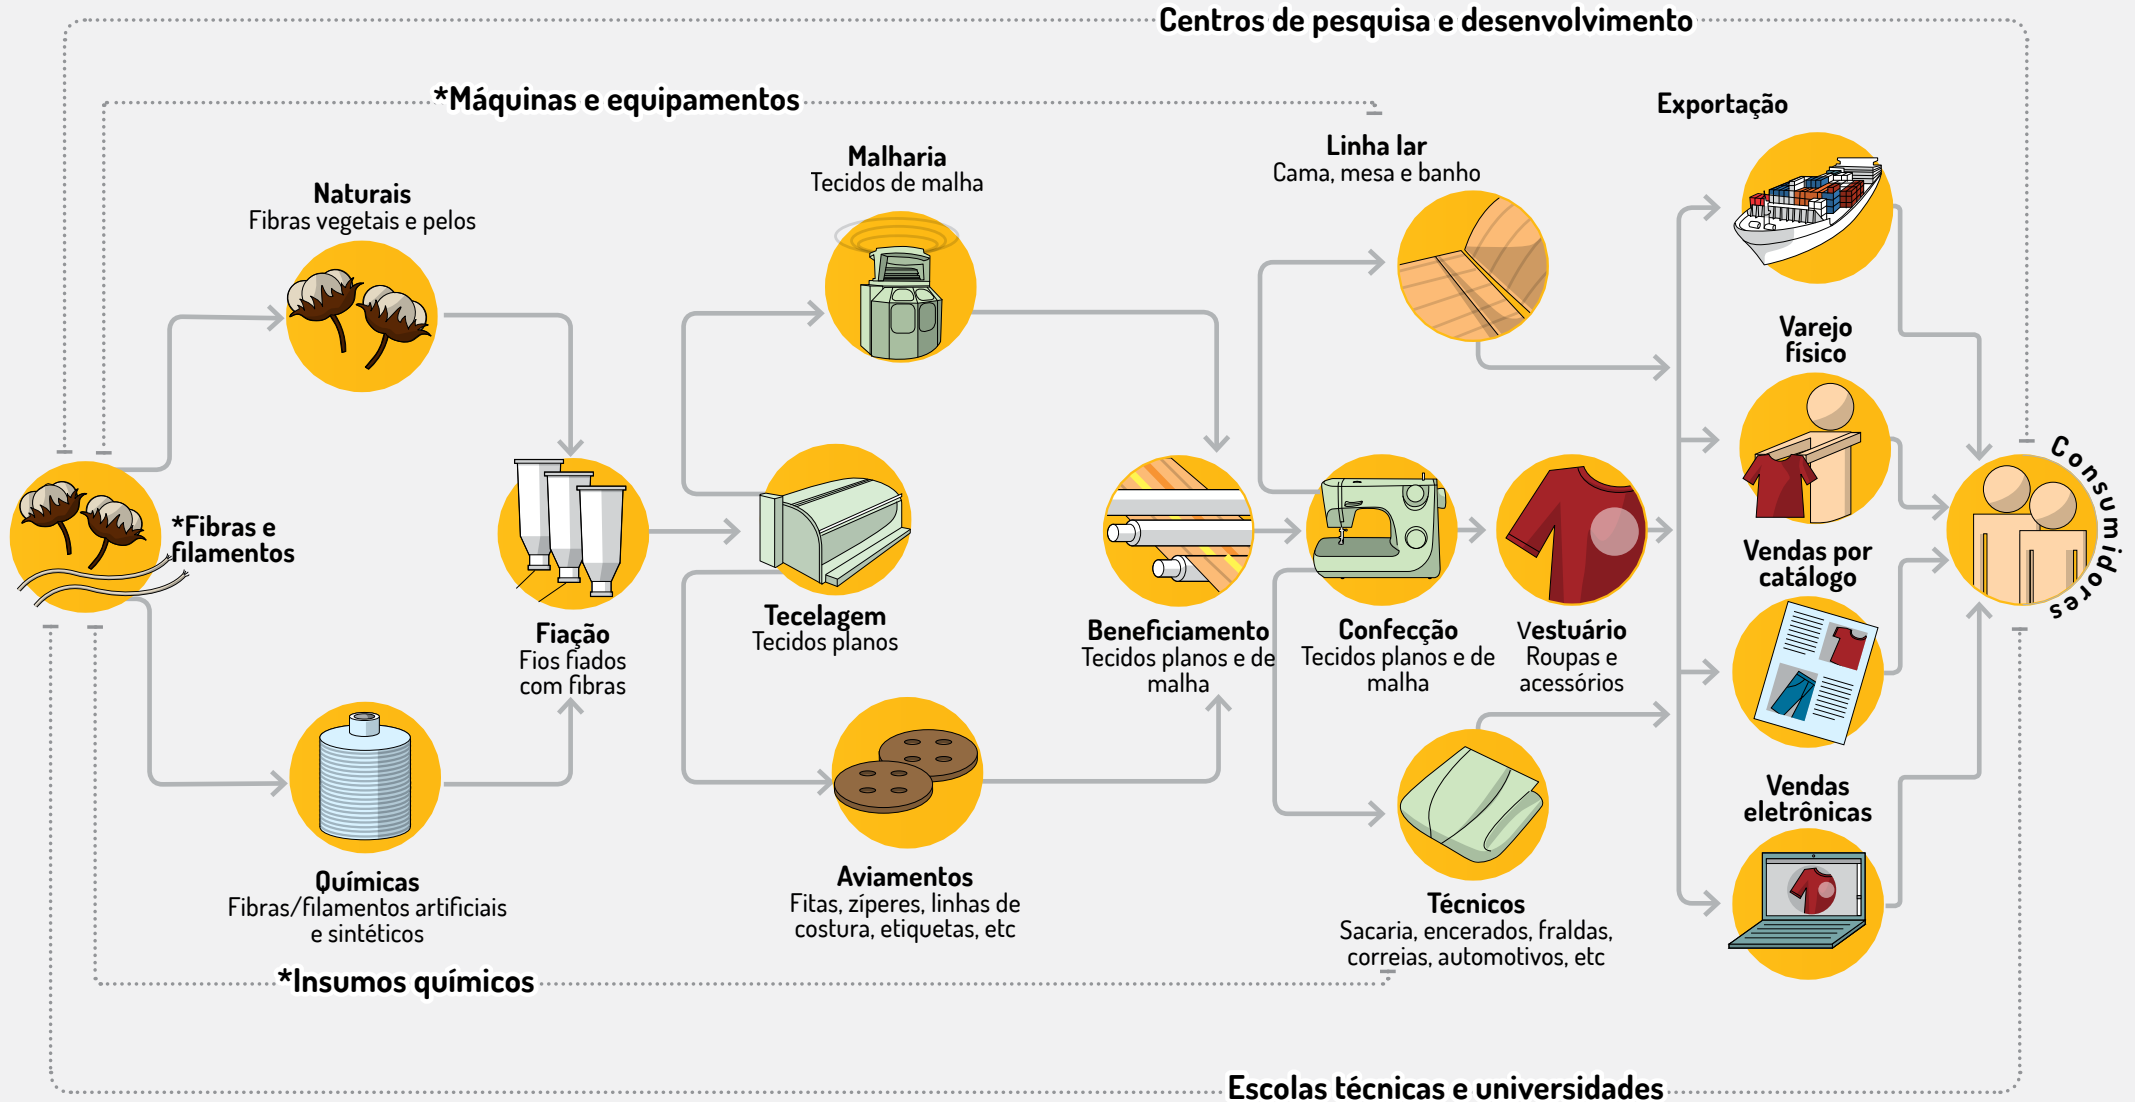 Centros de pesquisa e desenvolvimento
*Máquinas e equipamentos
Naturais
Fibras vegetais e pelos
*Fibras e
filamentos
Químicas
Fibras/filamentos artificiais
e sintéticos
Fiação
Fios fiados
com fibras
Malharia
Tecidos de malha
Tecelagem
Tecidos planos
Aviamentos
Fitas, zíperes, linhas de
costura, etiquetas, etc
Beneficiamento
Tecidos planos e de
malha
Linha lar
Cama, mesa e banho
Confecção
Tecidos planos e de
malha
Vestuário
Roupas e
acessórios
Técnicos
Sacaria, encerados, fraldas,
correias, automotivos, etc
Exportação
Varejo
físico
Vendas por
catálogo
Vendas
eletrônicas
Consumidores
*Insumos químicos
Escolas técnicas e universidades